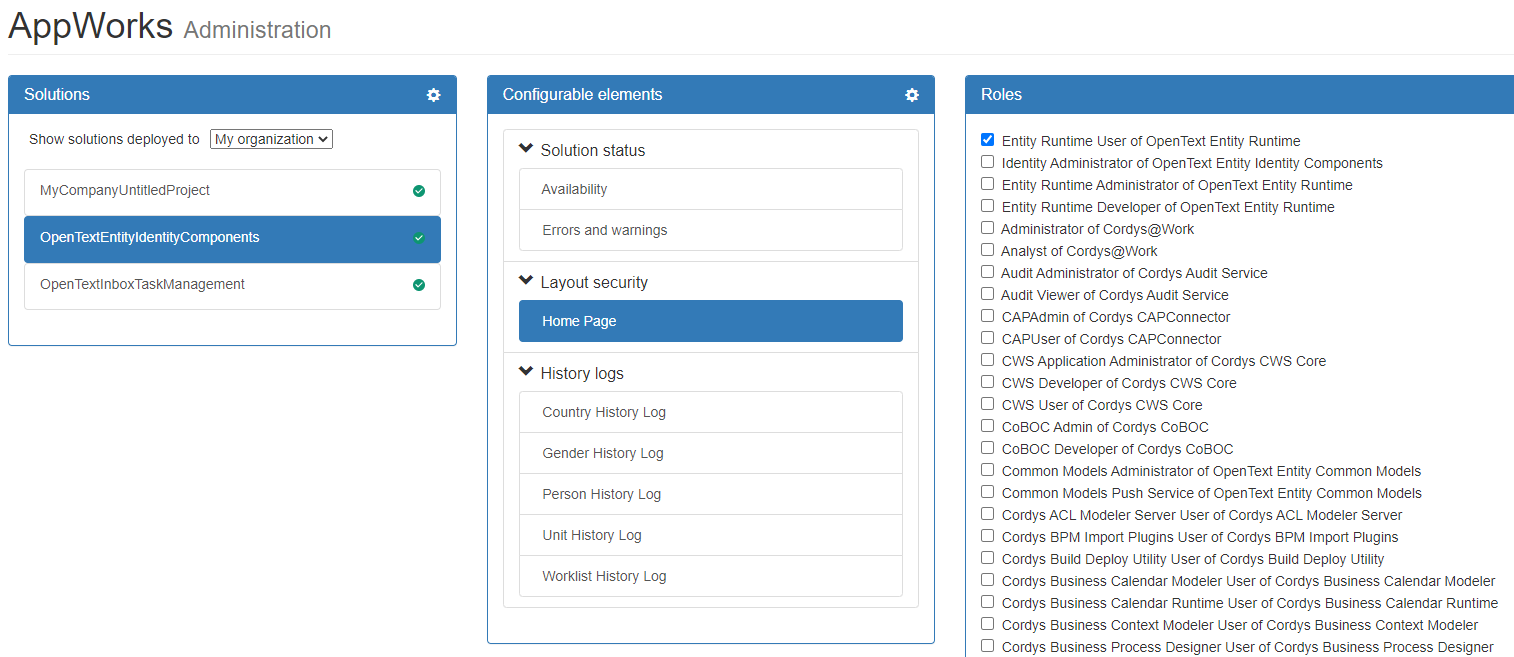 AppWorks Administration
Solutions
Show solutions deployed to My organization
MyCompanyUntitledProject
OpenTextEntityIdentityComponents
OpenTextInboxTaskManagement
Configurable elements
Solution status
Availability
Errors and warnings
Layout security
Home Page
History logs
Country History Log
Gender History Log
Person History Log
Unit History Log
Worklist History Log
Roles
Entity Runtime User of OpenText Entity Runtime
Identity Administrator of OpenText Entity Identity Components
Entity Runtime Administrator of OpenText Entity Runtime
Entity Runtime Developer of OpenText Entity Runtime
Administrator of Cordys@Work
Analyst of Cordys@Work
Audit Administrator of Cordys Audit Service
Audit Viewer of Cordys Audit Service
CAPAdmin of Cordys CAPConnector
CAPUser of Cordys CAPConnector
CWS Application Administrator of Cordys CWS Core
CWS Developer of Cordys CWS Core
CWS User of Cordys CWS Core
CoBOC Admin of Cordys CoBOC
CoBOC Developer of Cordys CoBOC
Common Models Administrator of OpenText Entity Common Models
Common Models Push Service of OpenText Entity Common Models
Cordys ACL Modeler Server User of Cordys ACL Modeler Server
Cordys BPM Import Plugins User of Cordys BPM Import Plugins
Cordys Build Deploy Utility User of Cordys Build Deploy Utility
Cordys Business Calendar Modeler User of Cordys Business Calendar Modeler
Cordys Business Calendar Runtime User of Cordys Business Calendar Runtime
Cordys Business Context Modeler User of Cordys Business Context Modeler
Cordys Business Process Designer User of Cordys Business Process Designer